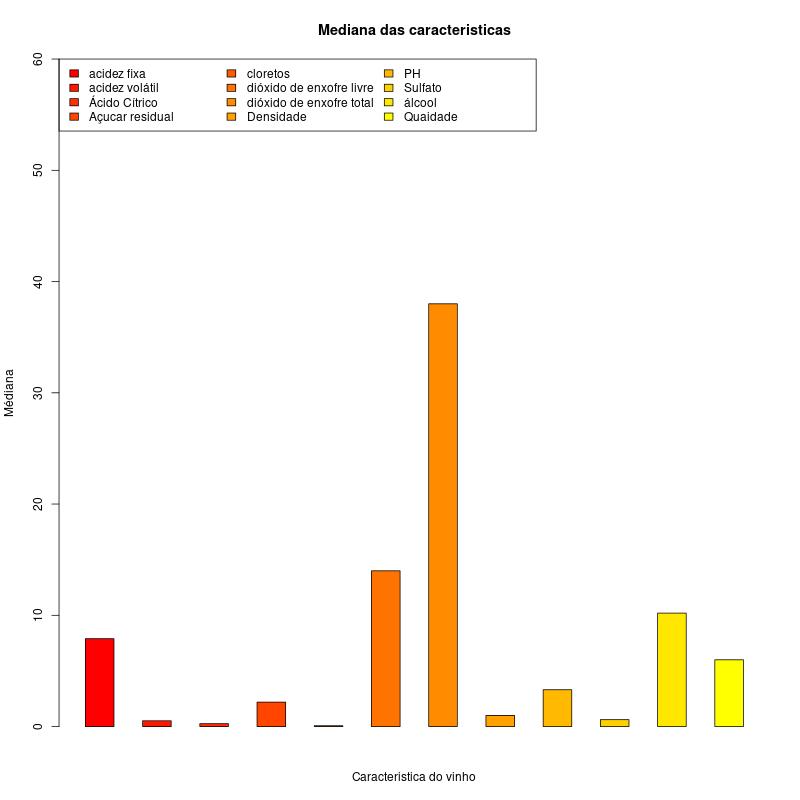 Mediana das caracteristicas
60
50
40
30
20
10
0
Médiana
acidez fixa
acidez volátil
Ácido Cítrico
Açucar residual
cloretos
dióxido de enxofre livre
dióxido de enxofre total
Densidade
PH
Sulfato
álcool
Quaidade
Caracteristica do vinho